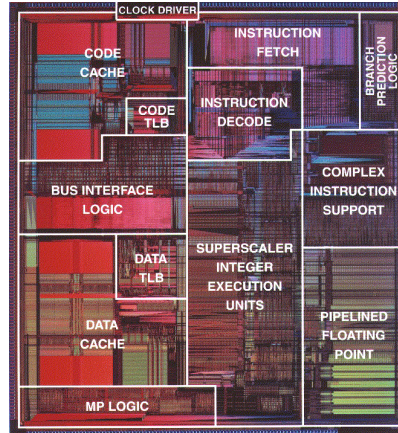 CLOCK DRIVER
CODE
CACHE
CODE
TLB
INSTRUCTION
FETCH
BRANCH
PREDICTION
LOGIC
INSTRUCTION
DECODE
BUS INTERFACE
LOGIC
COMPLEX
INSTRUCTION
SUPPORT
DATA
TLB
SUPERSCALER
INTEGER
EXECUTION
UNITS
DATA
CACHE
PIPELINED
FLOATING
POINT
MP LOGIC